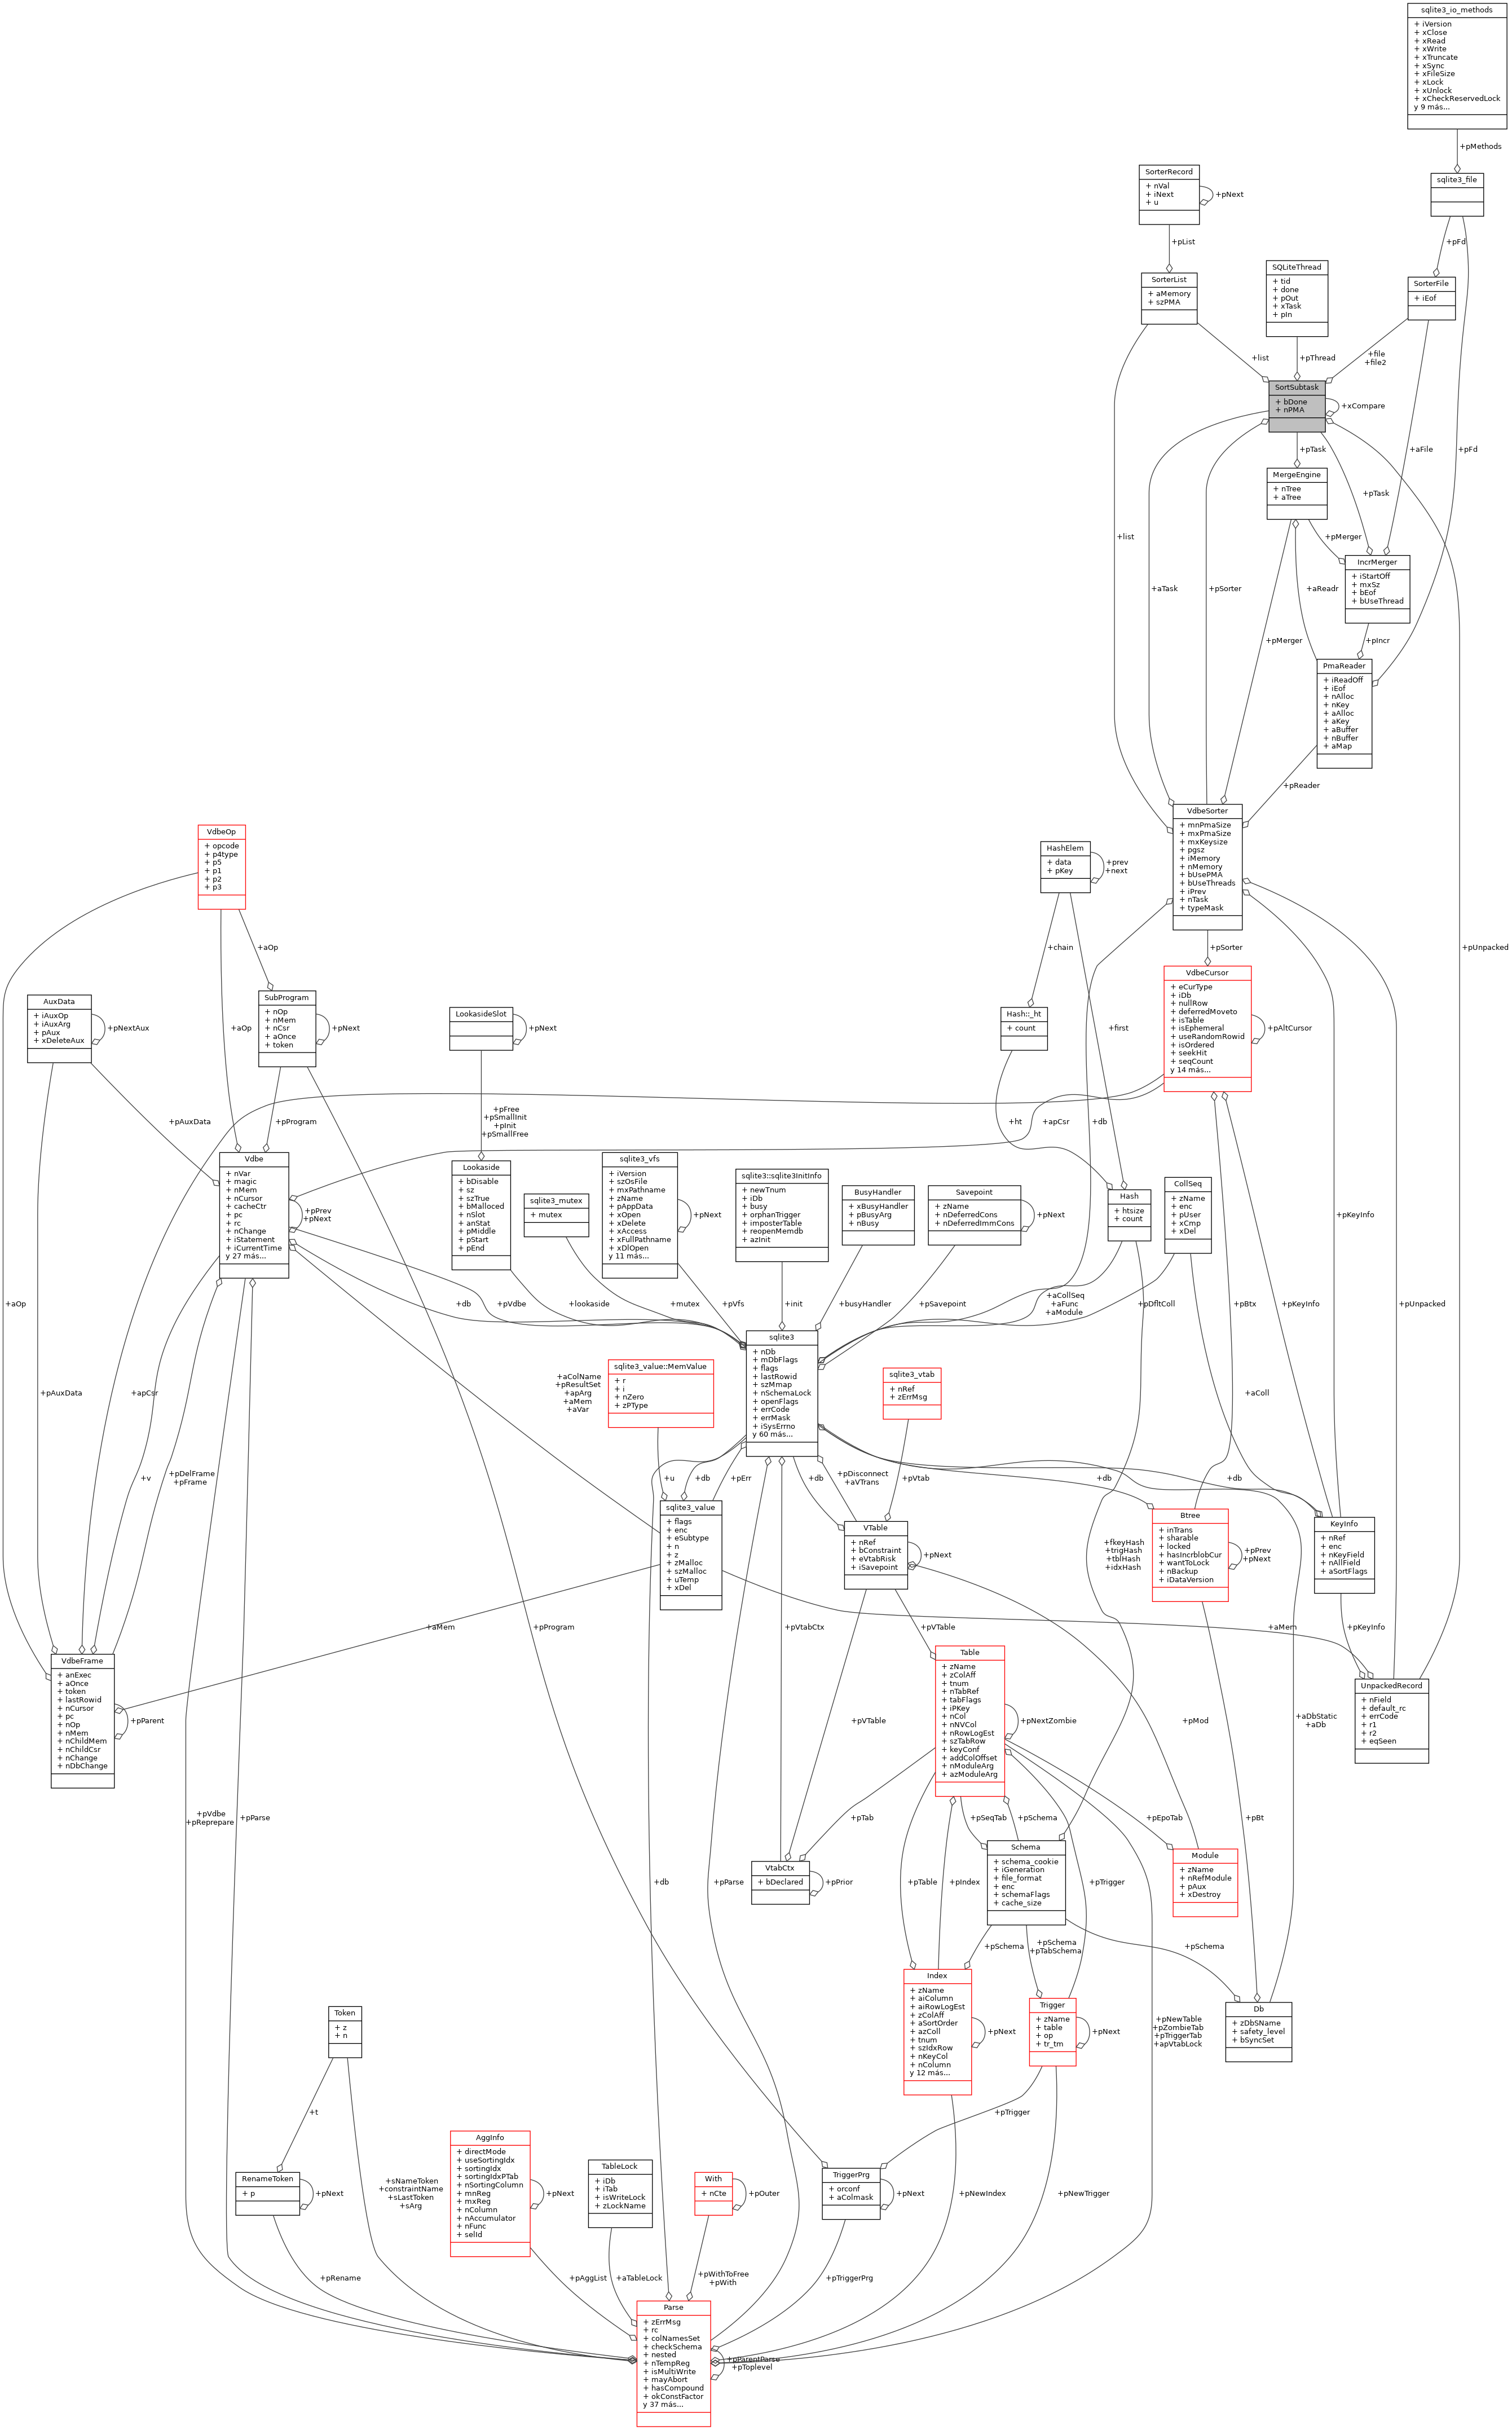 sqlite3_io_methods
+ iVersion
+ xClose
+ xRead
+ xWrite
+ xTruncate
+ xSync
+ xFileSize
+ xLock
+ xUnlock
+ xCheckReservedLock
y 9 más...
+pMethods
SorterRecord
+ nVal
+ iNext
+ u
+pNext
sqlite3_file
+pList
+pFd
SQLiteThread
+ tid
+ done
+ pOut
+ xTask
+ pIn
SorterList
+ aMemory
+ szPMA
SorterFile
+ iEof
+list
+pThread
+file
+file2
SortSubtask
+ bDone
+ nPMA
+xCompare
+pTask
+aFile
+pFd
MergeEngine
+ nTree
+ aTree
+pTask
+list
+pMerger
IncrMerger
+ iStartOff
+ mxSz
+ bEof
+ bUseThread
+aTask
+pSorter
+aReadr
+pMerger
+pIncr
PmaReader
+ iReadOff
+ iEof
+ nAlloc
+ nKey
+ aAlloc
+ aKey
+ aBuffer
+ nBuffer
+ aMap
+pReader
VdbeSorter
+ mnPmaSize
+ mxPmaSize
+ mxKeysize
+ pgsz
+ iMemory
+ nMemory
+ bUsePMA
+ bUseThreads
+ iPrev
+ nTask
+ typeMask
VdbeOp
+ opcode
+ p4type
+ p5
+ p1
+ p2
+ p3
HashElem
+ data
+ pKey
+prev
+next
+aOp
+chain
+pSorter
+pUnpacked
VdbeCursor
+ eCurType
+ iDb
+ nullRow
+ deferredMoveto
+ isTable
+ isEphemeral
+ useRandomRowid
+ isOrdered
+ seekHit
+ seqCount
y 14 más...
+pAltCursor
AuxData
+ iAuxOp
+ iAuxArg
+ pAux
+ xDeleteAux
+pNextAux
SubProgram
+ nOp
+ nMem
+ nCsr
+ aOnce
+ token
+pNext
LookasideSlot
+pNext
Hash::_ht
+ count
+aOp
+first
+pAuxData
+pProgram
+pFree
+pSmallInit
+pInit
+pSmallFree
+apCsr
+ht
+db
Vdbe
+ nVar
+ magic
+ nMem
+ nCursor
+ cacheCtr
+ pc
+ rc
+ nChange
+ iStatement
+ iCurrentTime
y 27 más...
+pPrev
+pNext
Lookaside
+ bDisable
+ sz
+ szTrue
+ bMalloced
+ nSlot
+ anStat
+ pMiddle
+ pStart
+ pEnd
sqlite3_mutex
+ mutex
sqlite3_vfs
+ iVersion
+ szOsFile
+ mxPathname
+ zName
+ pAppData
+ xOpen
+ xDelete
+ xAccess
+ xFullPathname
+ xDlOpen
y 11 más...
+pNext
sqlite3::sqlite3InitInfo
+ newTnum
+ iDb
+ busy
+ orphanTrigger
+ imposterTable
+ reopenMemdb
+ azInit
BusyHandler
+ xBusyHandler
+ pBusyArg
+ nBusy
Savepoint
+ zName
+ nDeferredCons
+ nDeferredImmCons
+pNext
Hash
+ htsize
+ count
CollSeq
+ zName
+ enc
+ pUser
+ xCmp
+ xDel
+pKeyInfo
+aOp
+db
+pVdbe
+lookaside
+mutex
+pVfs
+init
+busyHandler
+pSavepoint
+aCollSeq
+aFunc
+aModule
+pDfltColl
+pBtx
+pKeyInfo
+pUnpacked
sqlite3
+ nDb
+ mDbFlags
+ flags
+ lastRowid
+ szMmap
+ nSchemaLock
+ openFlags
+ errCode
+ errMask
+ iSysErrno
y 60 más...
+pAuxData
+apCsr
+aColName
+pResultSet
+apArg
+aMem
+aVar
sqlite3_value::MemValue
+ r
+ i
+ nZero
+ zPType
sqlite3_vtab
+ nRef
+ zErrMsg
+aColl
+v
+pDelFrame
+pFrame
+u
+db
+pErr
+db
+pDisconnect
+aVTrans
+pVtab
+db
+db
sqlite3_value
+ flags
+ enc
+ eSubtype
+ n
+ z
+ zMalloc
+ szMalloc
+ uTemp
+ xDel
VTable
+ nRef
+ bConstraint
+ eVtabRisk
+ iSavepoint
+pNext
+fkeyHash
+trigHash
+tblHash
+idxHash
Btree
+ inTrans
+ sharable
+ locked
+ hasIncrblobCur
+ wantToLock
+ nBackup
+ iDataVersion
+pPrev
+pNext
KeyInfo
+ nRef
+ enc
+ nKeyField
+ nAllField
+ aSortFlags
+aMem
+pProgram
+pVtabCtx
+pVTable
+aMem
+pKeyInfo
VdbeFrame
+ anExec
+ aOnce
+ token
+ lastRowid
+ nCursor
+ pc
+ nOp
+ nMem
+ nChildMem
+ nChildCsr
+ nChange
+ nDbChange
+pParent
Table
+ zName
+ zColAff
+ tnum
+ nTabRef
+ tabFlags
+ iPKey
+ nCol
+ nNVCol
+ nRowLogEst
+ szTabRow
+ keyConf
+ addColOffset
+ nModuleArg
+ azModuleArg
+pNextZombie
+pVTable
+pMod
+aDbStatic
+aDb
UnpackedRecord
+ nField
+ default_rc
+ errCode
+ r1
+ r2
+ eqSeen
+pVdbe
+pReprepare
+pParse
+pTab
+pSeqTab
+pSchema
+pEpoTab
+pBt
VtabCtx
+ bDeclared
+pPrior
Schema
+ schema_cookie
+ iGeneration
+ file_format
+ enc
+ schemaFlags
+ cache_size
Module
+ zName
+ nRefModule
+ pAux
+ xDestroy
+db
+pParse
+pTable
+pIndex
+pTrigger
+pSchema
+pSchema
+pTabSchema
+pSchema
Index
+ zName
+ aiColumn
+ aiRowLogEst
+ zColAff
+ aSortOrder
+ azColl
+ tnum
+ szIdxRow
+ nKeyCol
+ nColumn
y 12 más...
+pNext
Trigger
+ zName
+ table
+ op
+ tr_tm
+pNext
+pNewTable
+pZombieTab
+pTriggerTab
+apVtabLock
Db
+ zDbSName
+ safety_level
+ bSyncSet
Token
+ z
+ n
+t
+pTrigger
AggInfo
+ directMode
+ useSortingIdx
+ sortingIdx
+ sortingIdxPTab
+ nSortingColumn
+ mnReg
+ mxReg
+ nColumn
+ nAccumulator
+ nFunc
+ selId
+pNext
RenameToken
+ p
+pNext
+sNameToken
+constraintName
+sLastToken
+sArg
TableLock
+ iDb
+ iTab
+ isWriteLock
+ zLockName
With
+ nCte
+pOuter
TriggerPrg
+ orconf
+ aColmask
+pNext
+pNewIndex
+pNewTrigger
+pRename
+pAggList
+aTableLock
+pWithToFree
+pWith
+pTriggerPrg
Parse
+ zErrMsg
+ rc
+ colNamesSet
+ checkSchema
+ nested
+ nTempReg
+ isMultiWrite
+ mayAbort
+ hasCompound
+ okConstFactor
y 37 más...
+pParentParse
+pToplevel